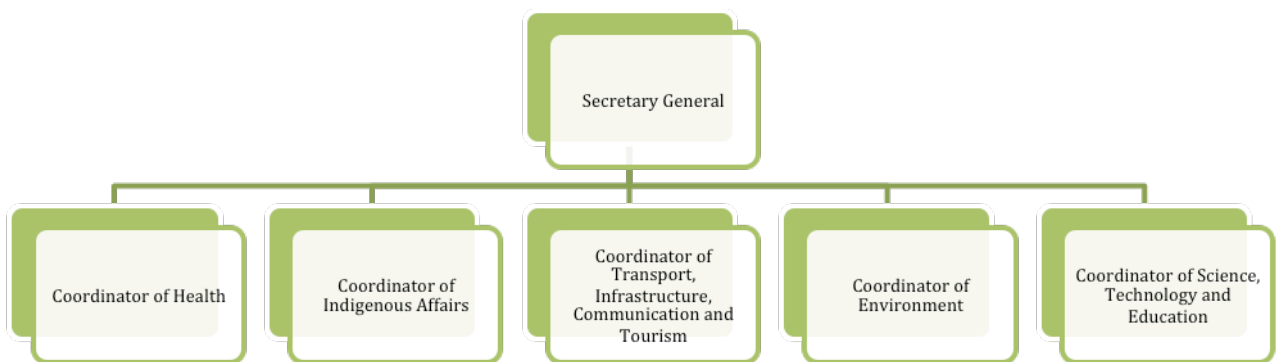 Secretary General
Coordinator of Health
Coordinator of
Indigenous Affairs
Coordinator of
Transport,
Infrastructure,
Communication and
Tourism
Coordinator of
Environment
Coordinator of Science,
Technology and
Education